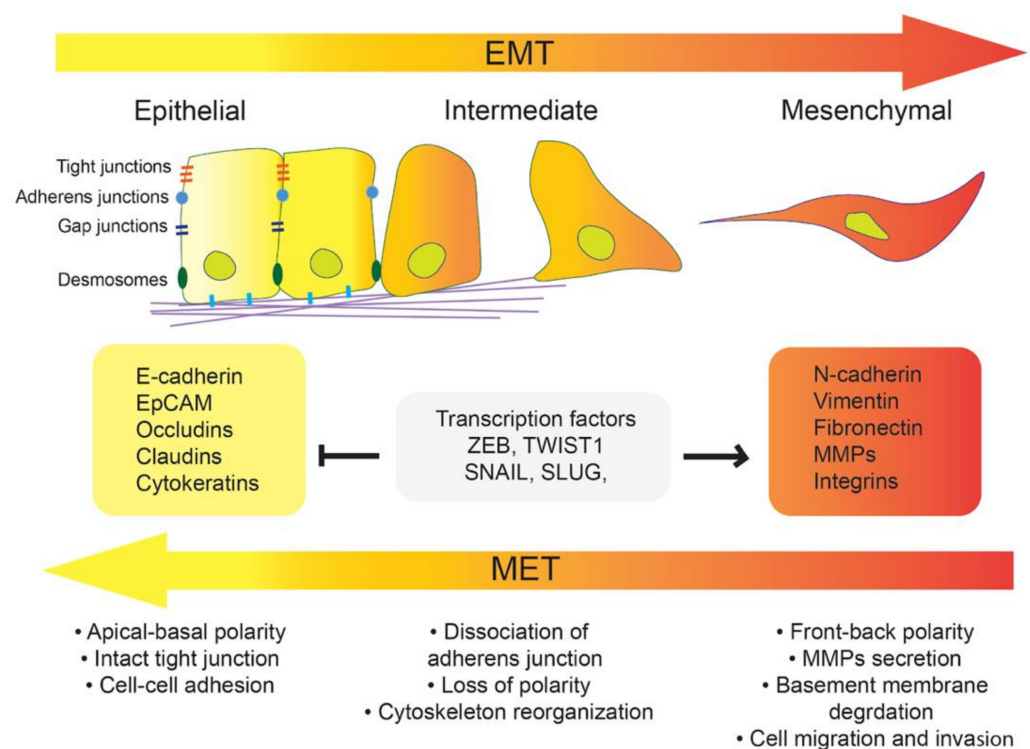 EMT
Epithelial
Intermediate
Mesenchymal
Tight junctions
Adherens junctions
Gap junctions
Desmosomes
E-cadherin
EpCAM
Occludins
Claudins
Cytokeratins
Transcription factors
ZEB, TWIST1
SNAIL, SLUG,
N-cadherin
Vimentin
Fibronectin
MMPs
Integrins
MET
• Apical-basal polarity
• Intact tight junction
• Cell-cell adhesion
• Dissociation of
adherens junction
• Loss of polarity
• Cytoskeleton reorganization
• Front-back polarity
• MMPs secretion
• Basement membrane
degrdation
• Cell migration and invasion